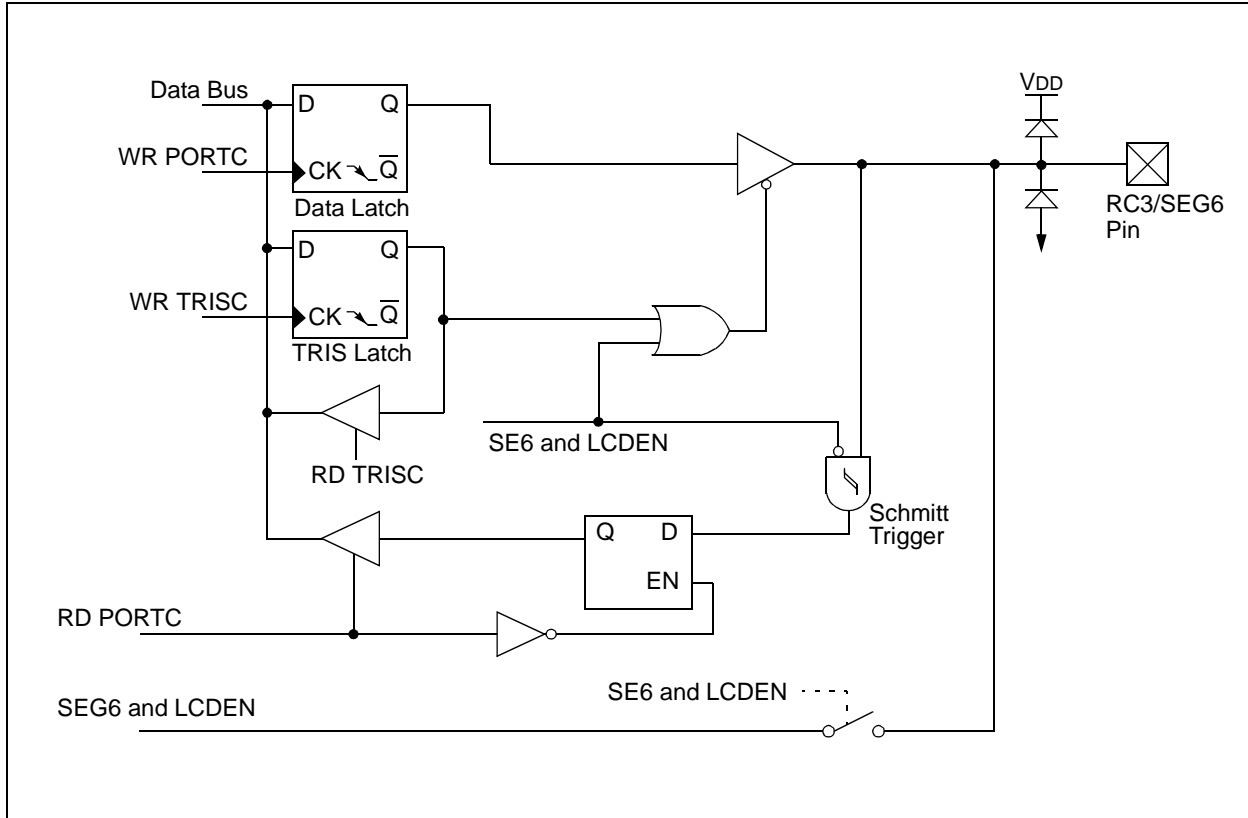 Data Bus
D Q
WR PORTC
CK Q
Data Latch
D Q
WR TRISC
CK Q
TRIS Latch
RD TRISC
SE6 and LCDEN
VDD
RC3/SEG6
Pin
Schmitt
Trigger
Q D
EN
RD PORTC
SE6 and LCDEN
SEG6 and LCDEN